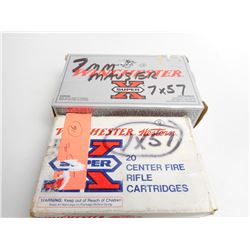 7MM
WINCHESTER
MAUSER
SUPER
X
7x57
WINCHESTER Western
7x57
SUPER
X
20
CENTER FIRE
RIFLE
CARTRIDGES
WARNING: Keep out of Reach of Children